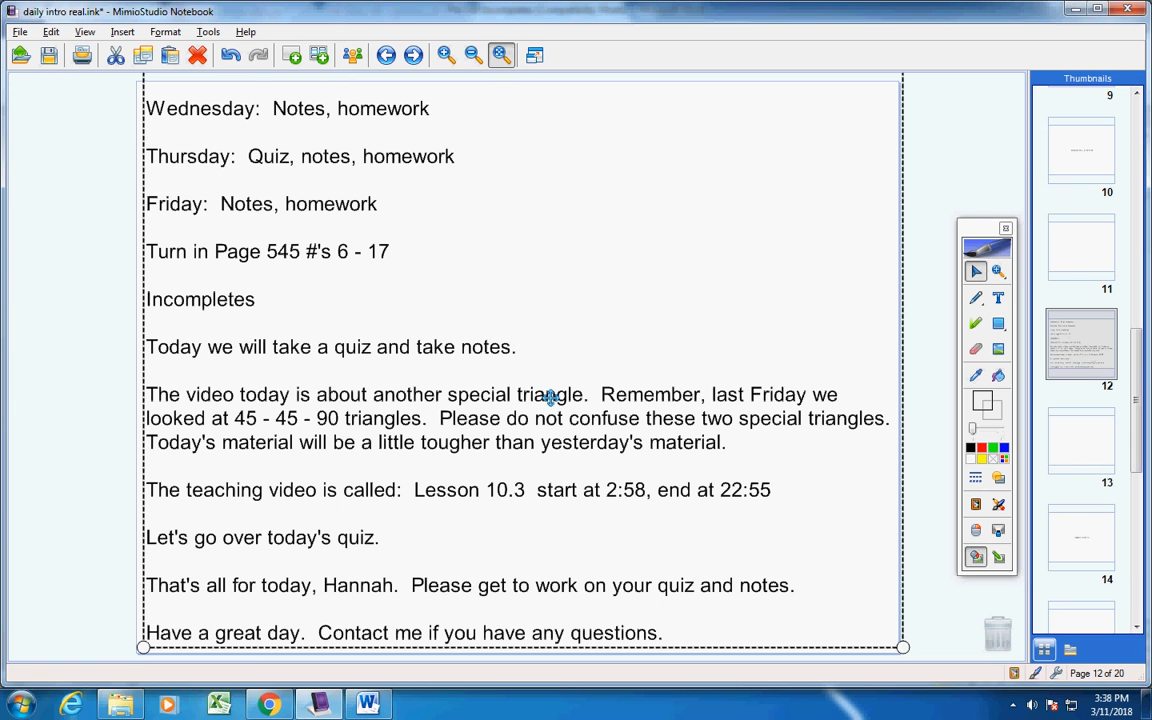 daily intro real.ink* - MimioStudio Notebook
File Edit View Insert Format Tools Help
Wednesday:  Notes, homework
Thursday:  Quiz, notes, homework
Friday:  Notes, homework
Turn in Page 545 #'s 6 - 17
Incompletes
Today we will take a quiz and take notes.
The video today is about another special triangle.  Remember, last Friday we
looked at 45 - 45 - 90 triangles.  Please do not confuse these two special triangles.
Today's material will be a little tougher than yesterday's material.
The teaching video is called:  Lesson 10.3  start at 2:58, end at 22:55
Let's go over today's quiz.
That's all for today, Hannah.  Please get to work on your quiz and notes.
Have a great day.  Contact me if you have any questions.
Thumbnails
9
10
11
12
13
14
Page 12 of 20
3:38 PM
3/11/2018